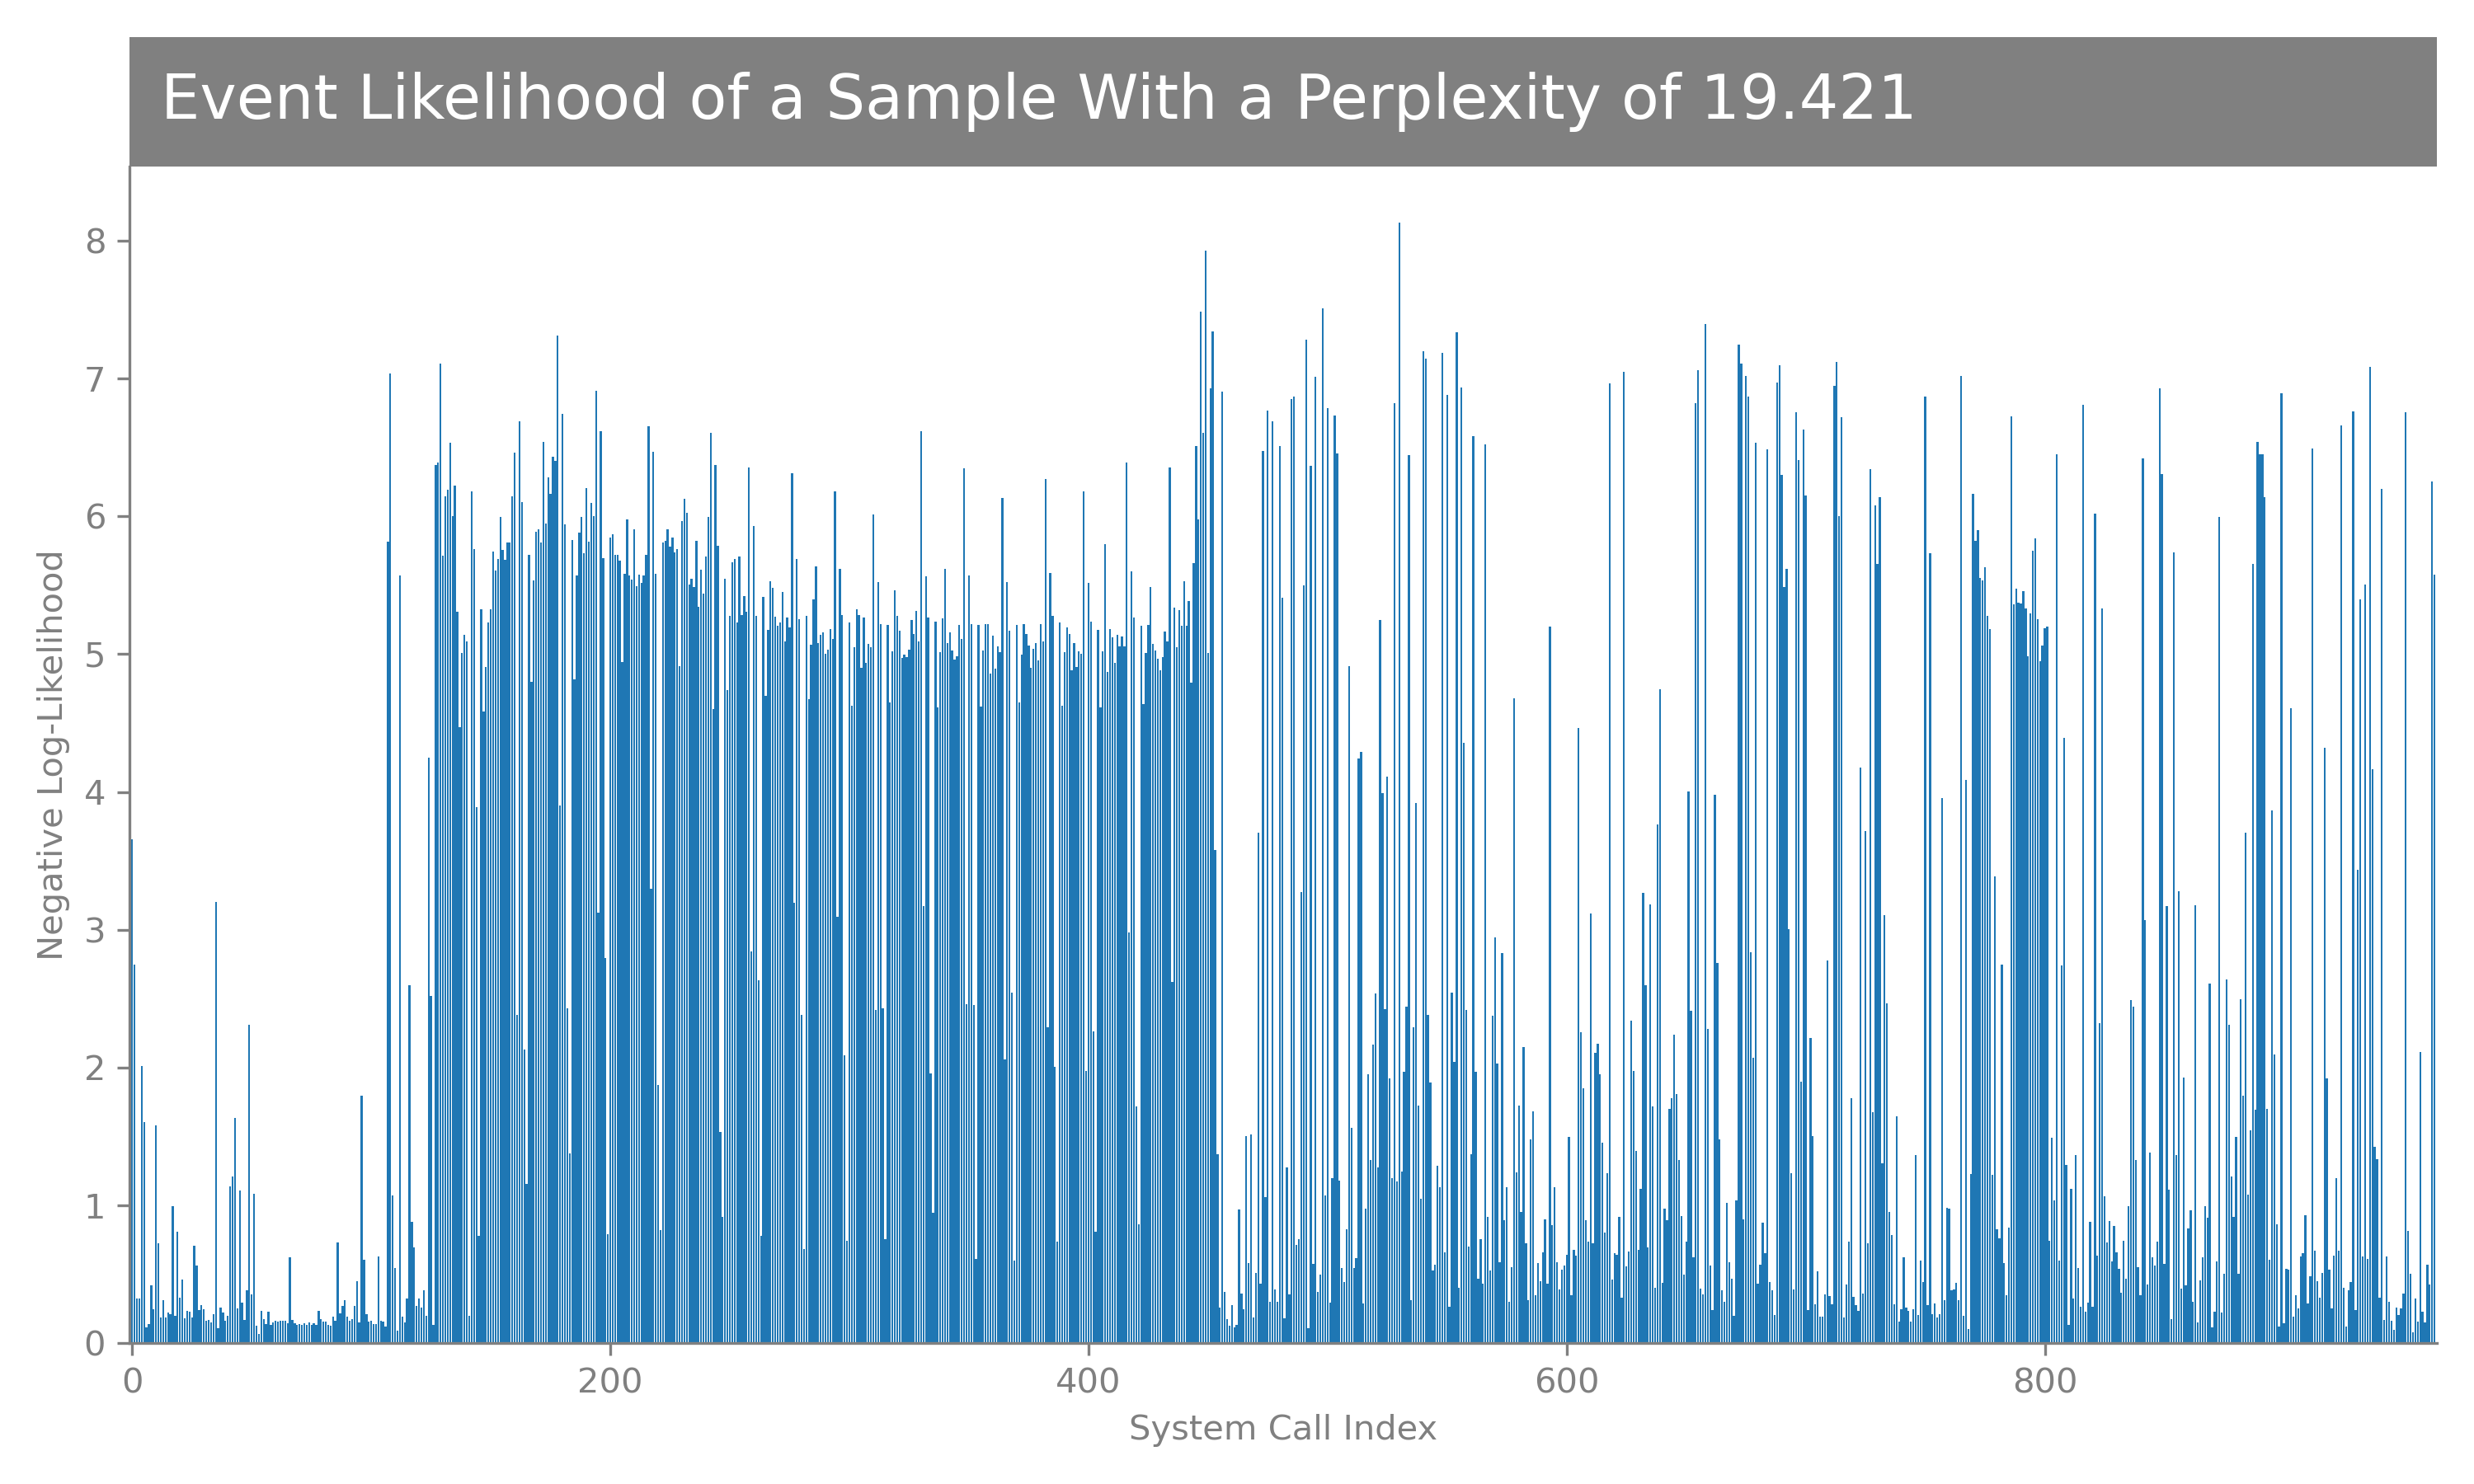 Event Likelihood of a Sample With a Perplexity of 19.421
Negative Log-Likelihood
8
7
6
5
4
3
2
1
0
0 200 400 600 800
System Call Index